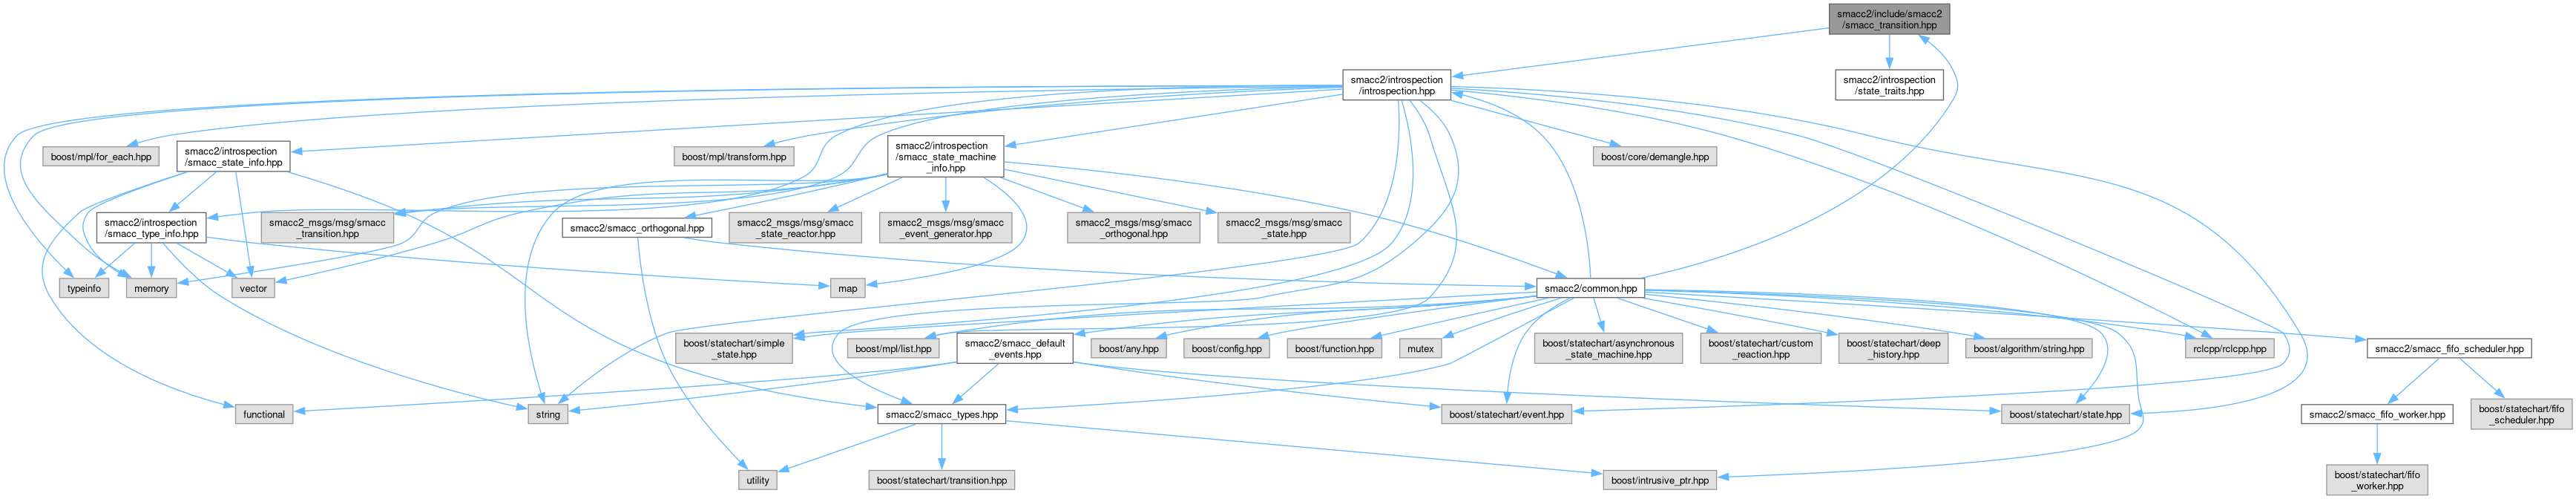 smacc2/include/smacc2
/smacc_transition.hpp
smacc2/introspection
/introspection.hpp
smacc2/introspection
/state_traits.hpp
boost/mpl/for_each.hpp
smacc2/introspection
/smacc_state_info.hpp
boost/mpl/transform.hpp
smacc2/introspection
/smacc_state_machine
_info.hpp
boost/core/demangle.hpp
smacc2/introspection
/smacc_type_info.hpp
smacc2_msgs/msg/smacc
_transition.hpp
smacc2/smacc_orthogonal.hpp
smacc2_msgs/msg/smacc
_state_reactor.hpp
smacc2_msgs/msg/smacc
_event_generator.hpp
smacc2_msgs/msg/smacc
_orthogonal.hpp
smacc2_msgs/msg/smacc
_state.hpp
typeinfo
memory
vector
map
smacc2/common.hpp
boost/statechart/simple
_state.hpp
boost/mpl/list.hpp
smacc2/smacc_default
_events.hpp
boost/any.hpp
boost/config.hpp
boost/function.hpp
mutex
boost/statechart/asynchronous
_state_machine.hpp
boost/statechart/custom
_reaction.hpp
boost/statechart/deep
_history.hpp
boost/algorithm/string.hpp
rclcpp/rclcpp.hpp
smacc2/smacc_fifo_scheduler.hpp
functional
string
smacc2/smacc_types.hpp
boost/statechart/event.hpp
boost/statechart/state.hpp
smacc2/smacc_fifo_worker.hpp
boost/statechart/fifo
_scheduler.hpp
utility
boost/statechart/transition.hpp
boost/intrusive_ptr.hpp
boost/statechart/fifo
_worker.hpp